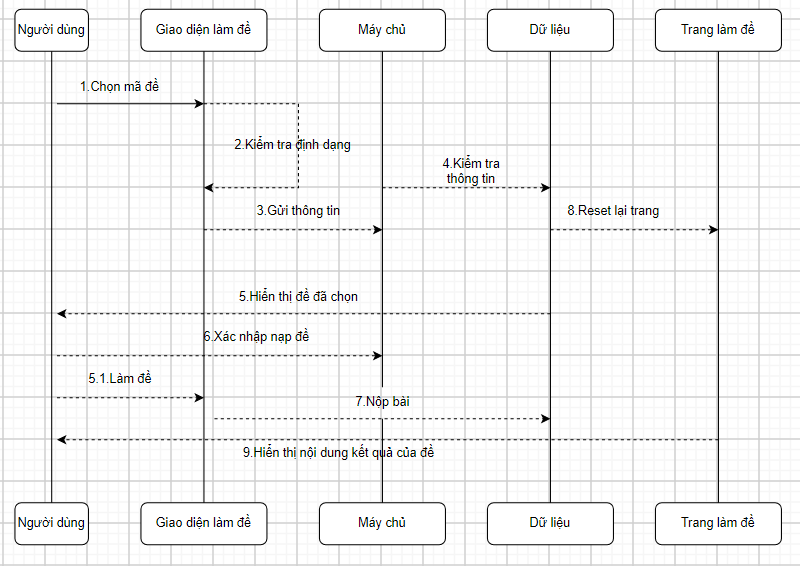 Người dùng
Giao diện làm đề
Máy chủ
Dữ liệu
Trang làm đề
1.Chọn mã đề
2.Kiểm tra định dạng
4.Kiểm tra
thông tin
3.Gửi thông tin
8.Reset lại trang
5.Hiển thị đề đã chọn
6.Xác nhập nạp đề
5.1.Làm đề
7.Nộp bài
9.Hiển thị nội dung kết quả của đề
Người dùng
Giao diện làm đề
Máy chủ
Dữ liệu
Trang làm đề